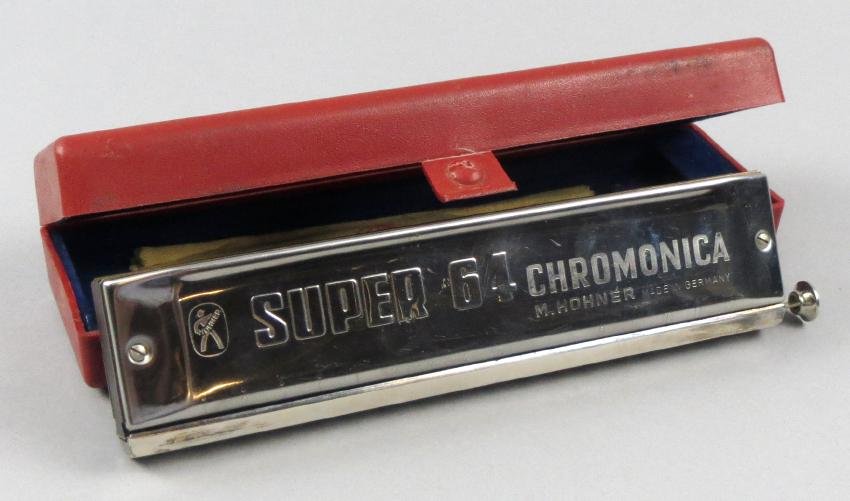 SUPER 64 CHROMONICA
M. HOHNER MADE IN GERMANY